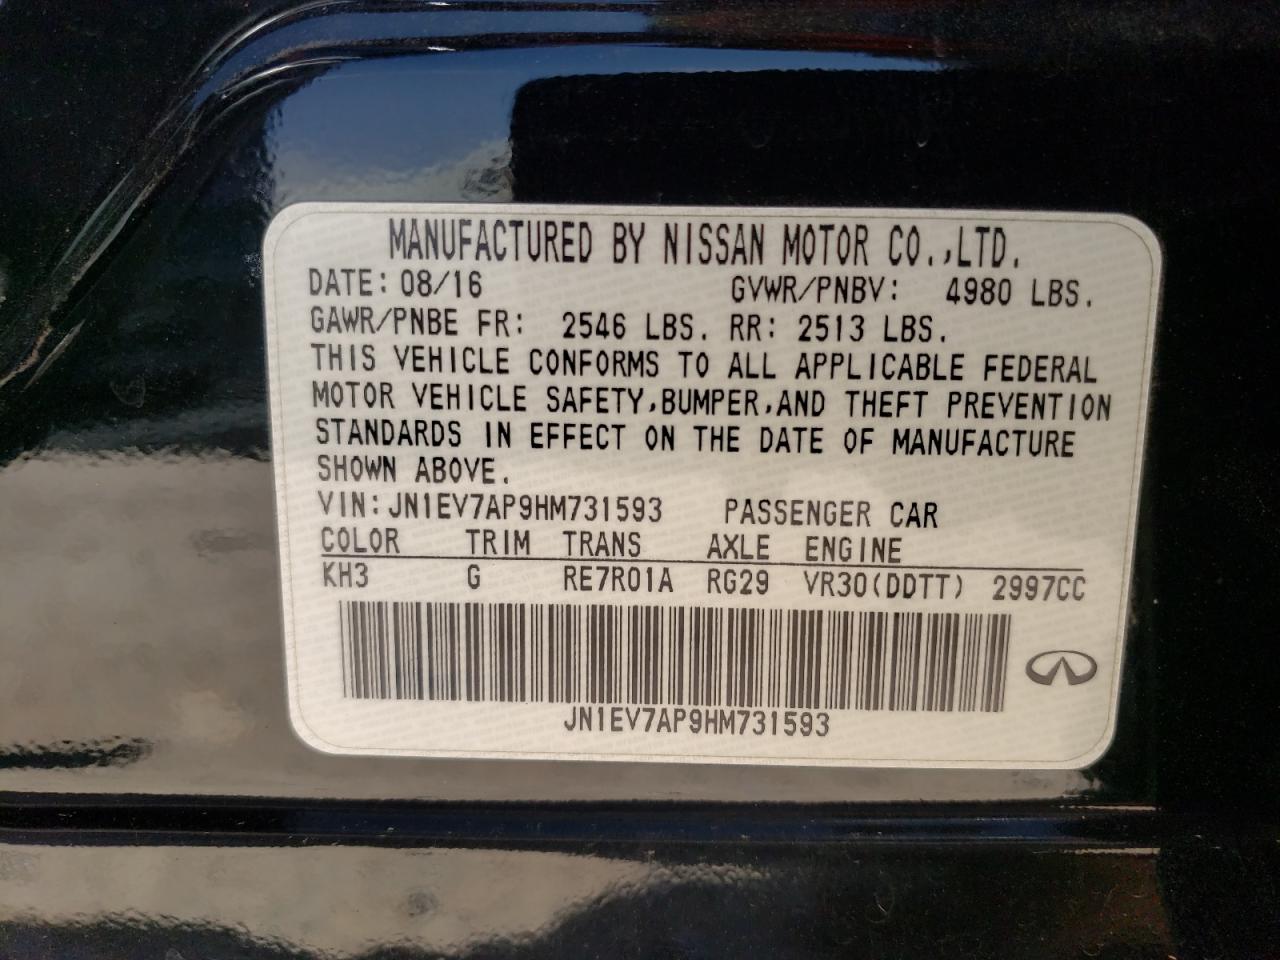 MANUFACTURED BY NISSAN MOTOR CO.,LTD.
DATE: 08/16 GVWR/PNBV: 4980 LBS.
GAWR/PNBE FR: 2546 LBS. RR: 2513 LBS.
THIS VEHICLE CONFORMS TO ALL APPLICABLE FEDERAL
MOTOR VEHICLE SAFETY,BUMPER,AND THEFT PREVENTION
STANDARDS IN EFFECT ON THE DATE OF MANUFACTURE
SHOWN ABOVE.
VIN:JN1EV7AP9HM731593 PASSENGER CAR
COLOR TRIM TRANS AXLE ENGINE
KH3 G RE7R01A RG29 VR30(DDTT) 2997CC
JN1EV7AP9HM731593